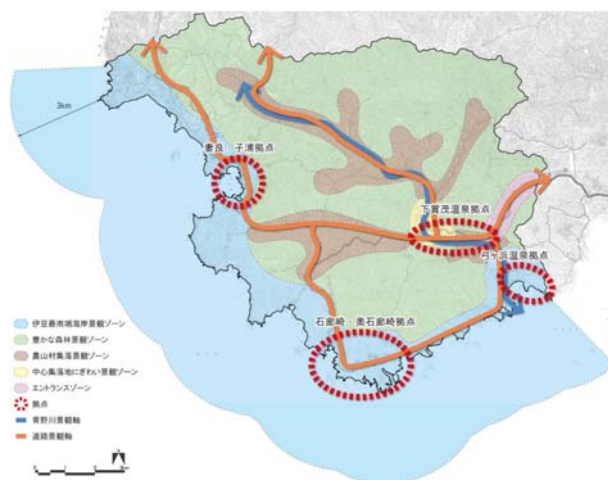 3km
妻良・子浦拠点
下賀茂温泉拠点
弓ヶ浜温泉拠点
石廊崎・奥石廊崎拠点
伊豆最南端海岸景観ゾーン
豊かな森林景観ゾーン
農山村集落景観ゾーン
中心集落地にぎわい景観ゾーン
エントランスゾーン
拠点
青野川景観軸
道路景観軸